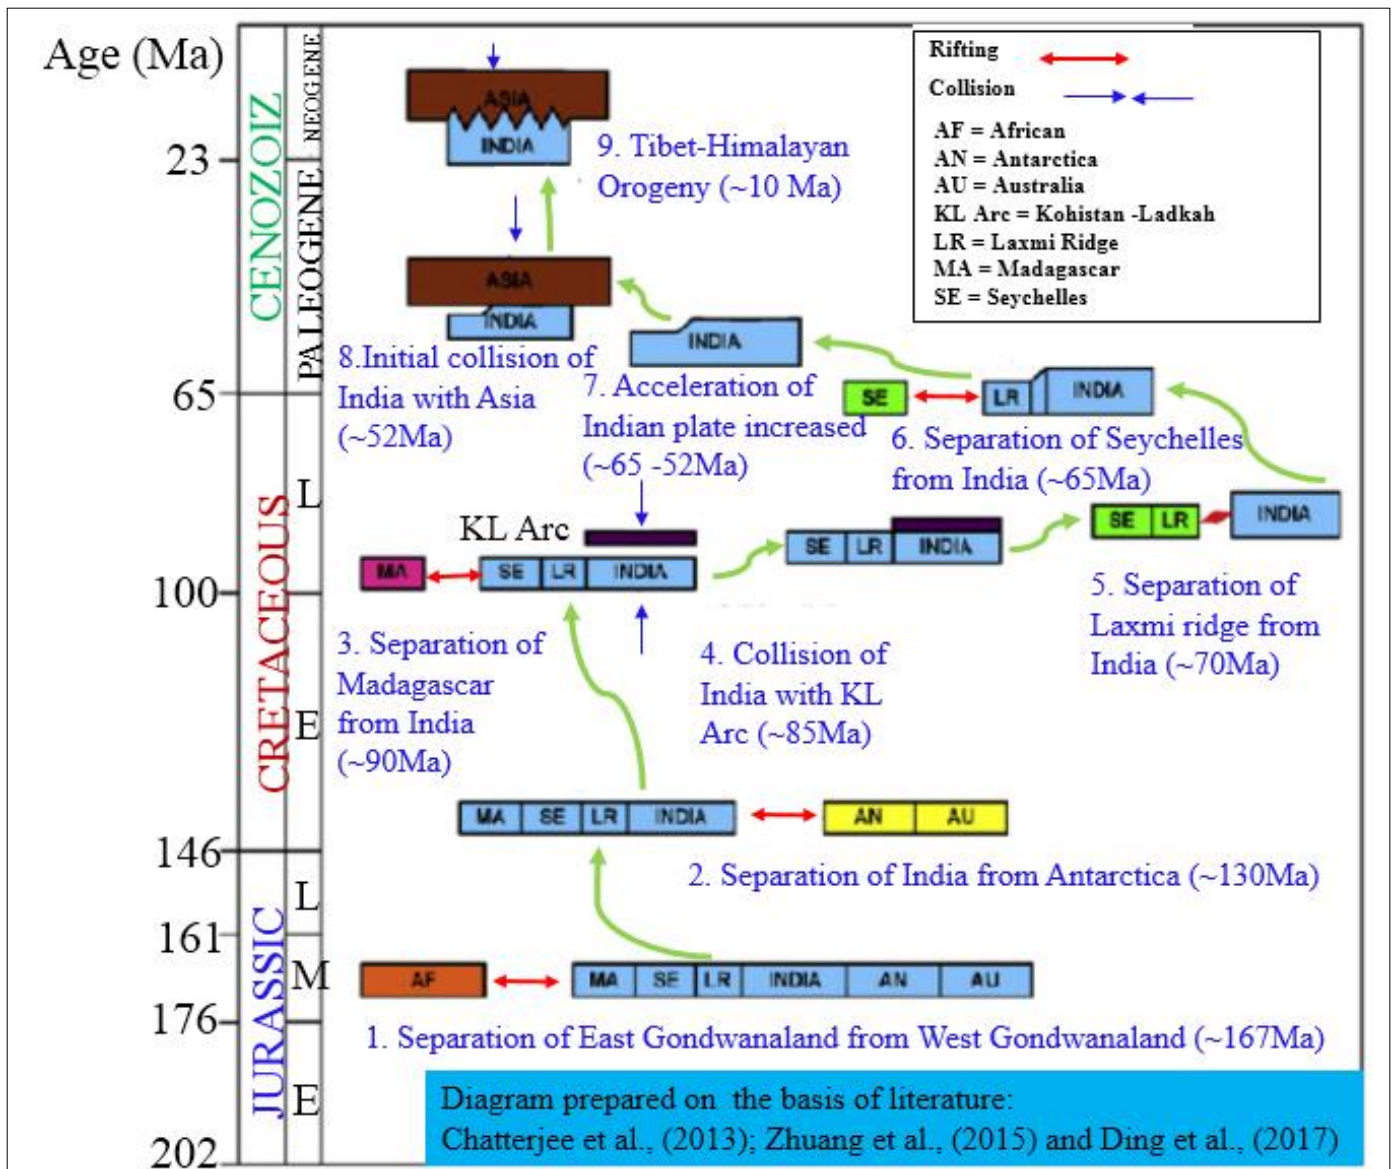 Age (Ma)
CENOZOIZ
NEOGENE
PALEOGENE
23
65
CRETACEOUS
L
E
100
146
JURASSIC
L
161
M
176
E
202
Rifting
Collision
AF = African
AN = Antarctica
AU = Australia
KL Arc = Kohistan -Ladkah
LR = Laxmi Ridge
MA = Madagascar
SE = Seychelles
ASIA
INDIA
9. Tibet-Himalayan
Orogeny (~10 Ma)
ASIA
INDIA
8.Initial collision of
India with Asia
(~52Ma)
INDIA
7. Acceleration of
Indian plate increased
(~65 -52Ma)
SE
LR
INDIA
6. Separation of Seychelles
from India (~65Ma)
KL Arc
MA
SE
LR
INDIA
3. Separation of
Madagascar
from India
(~90Ma)
SE
LR
INDIA
4. Collision of
India with KL
Arc (~85Ma)
SE
LR
INDIA
5. Separation of
Laxmi ridge from
India (~70Ma)
MA
SE
LR
INDIA
AN
AU
2. Separation of India from Antarctica (~130Ma)
AF
MA
SE
LR
INDIA
AN
AU
1. Separation of East Gondwanaland from West Gondwanaland (~167Ma)
Diagram prepared on the basis of literature:
Chatterjee et al., (2013); Zhuang et al., (2015) and Ding et al., (2017)